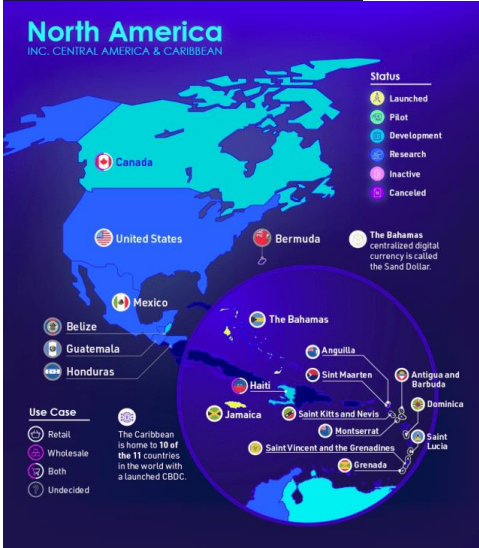 North America
INC. CENTRAL AMERICA & CARIBBEAN
Status
Launched
Pilot
Development
Research
Inactive
Canceled
Canada
United States
Bermuda
The Bahamas
centralized digital
currency is called
the Sand Dollar.
Mexico
Belize
Guatemala
Honduras
The Bahamas
Anguilla
Sint Maarten
Antigua and
Barbuda
Haiti
Dominica
Jamaica
Saint Kitts and Nevis
Montserrat
Saint
Lucia
Saint Vincent and the Grenadines
Grenada
Use Case
Retail
Wholesale
Both
Undecided
The Caribbean
is home to 10 of
the 11 countries
in the world with
a launched CBDC.